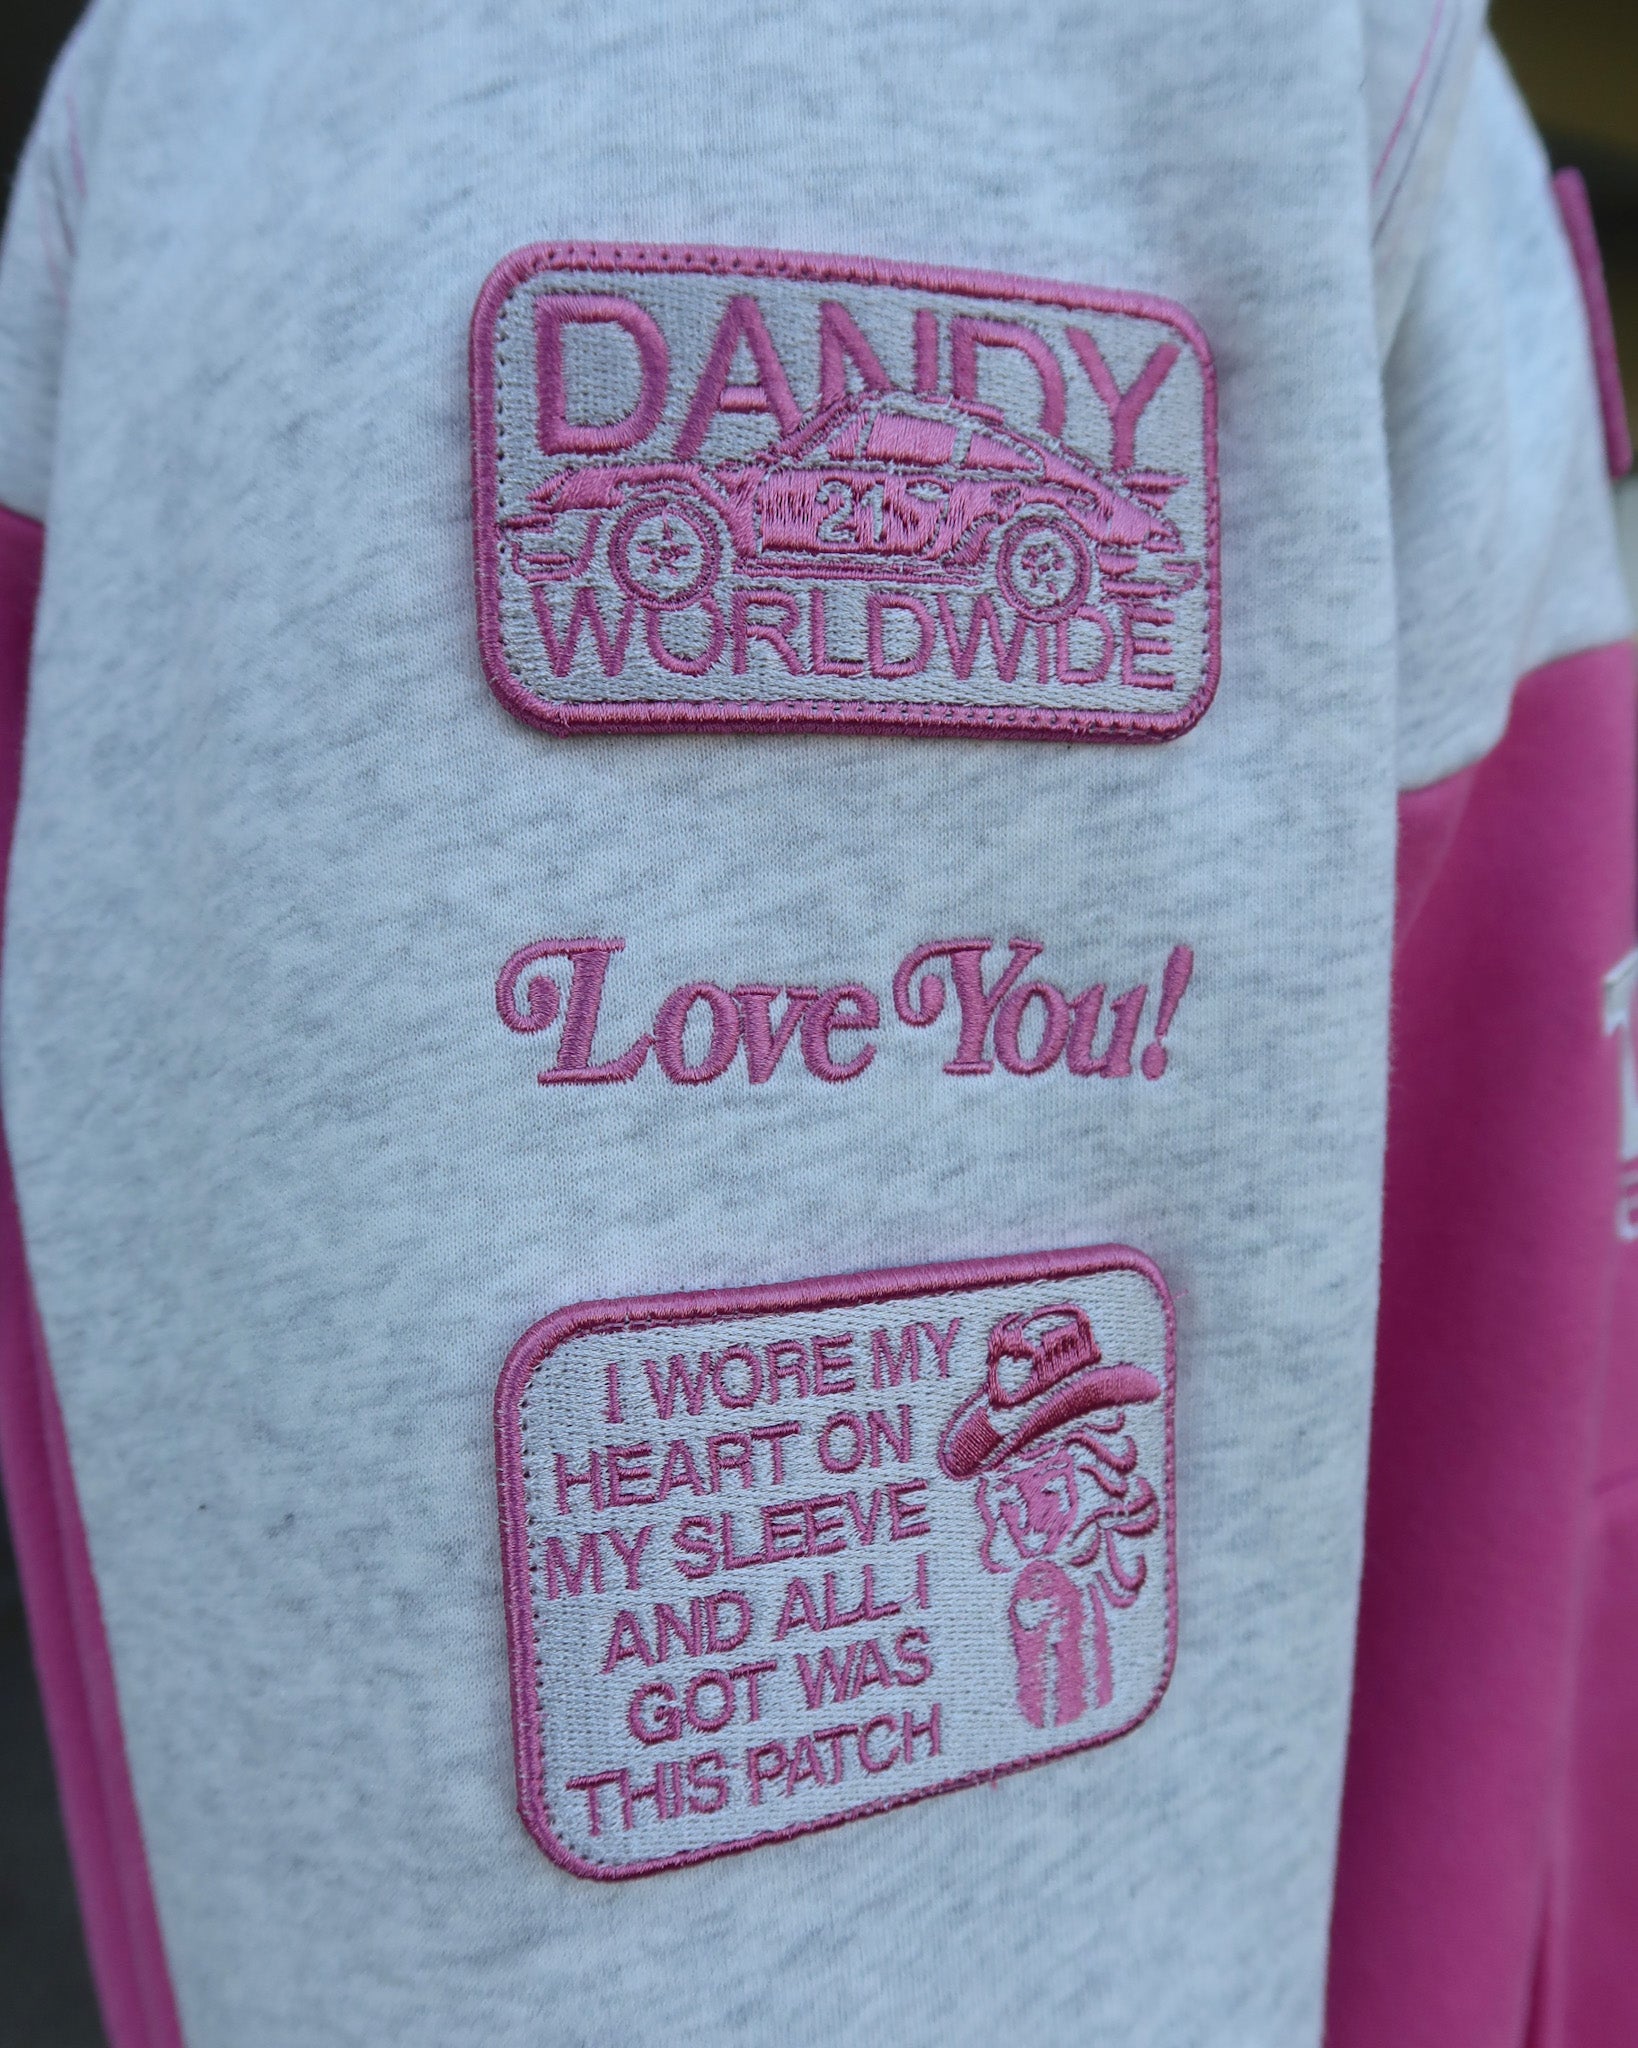 DANDY
21
WORLDWIDE
Love You!
I WORE MY
HEART ON
MY SLEEVE
AND ALL I
GOT WAS
THIS PATCH